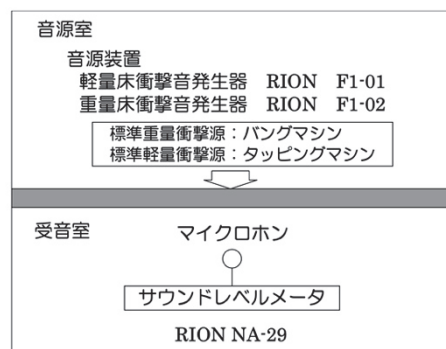 音源室
音源装置
軽量床衝撃音発生器 RION F1-01
重量床衝撃音発生器 RION F1-02
標準重量衝撃源：バングマシン
標準軽量衝撃源：タッピングマシン
受音室
マイクロホン
サウンドレベルメータ
RION NA-29